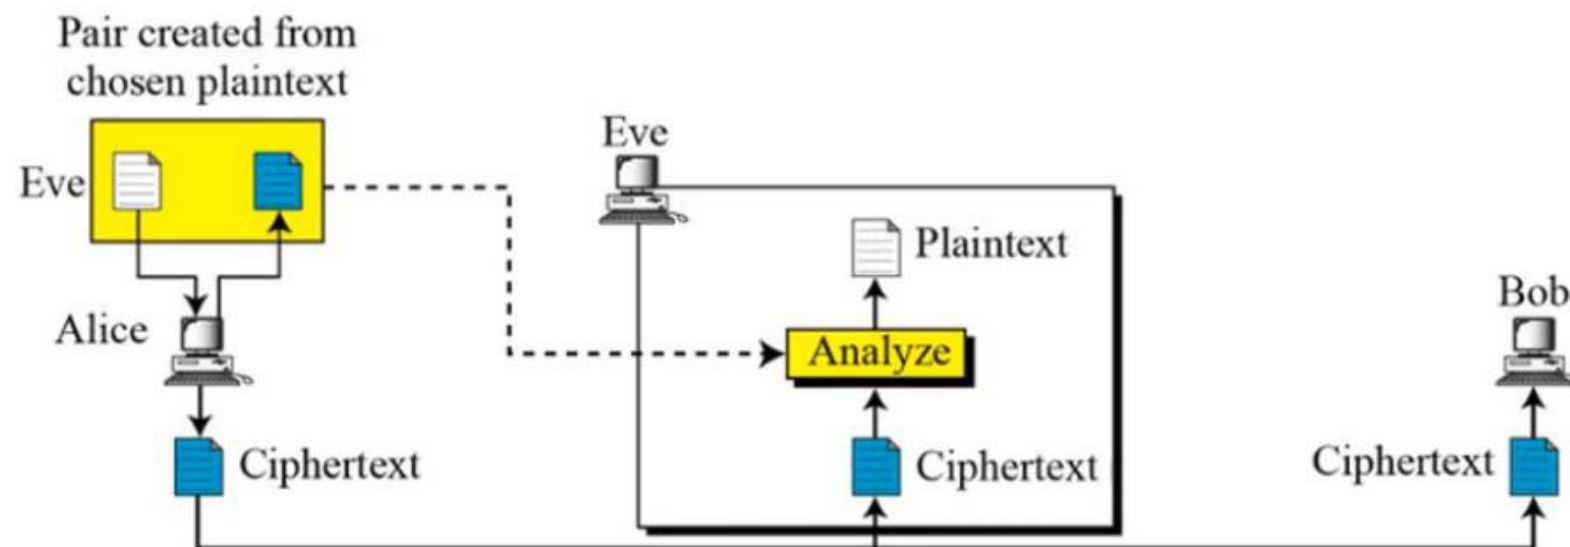 Pair created from
chosen plaintext
Eve
Eve
Plaintext
Bob
Alice
Analyze
Ciphertext
Ciphertext
Ciphertext